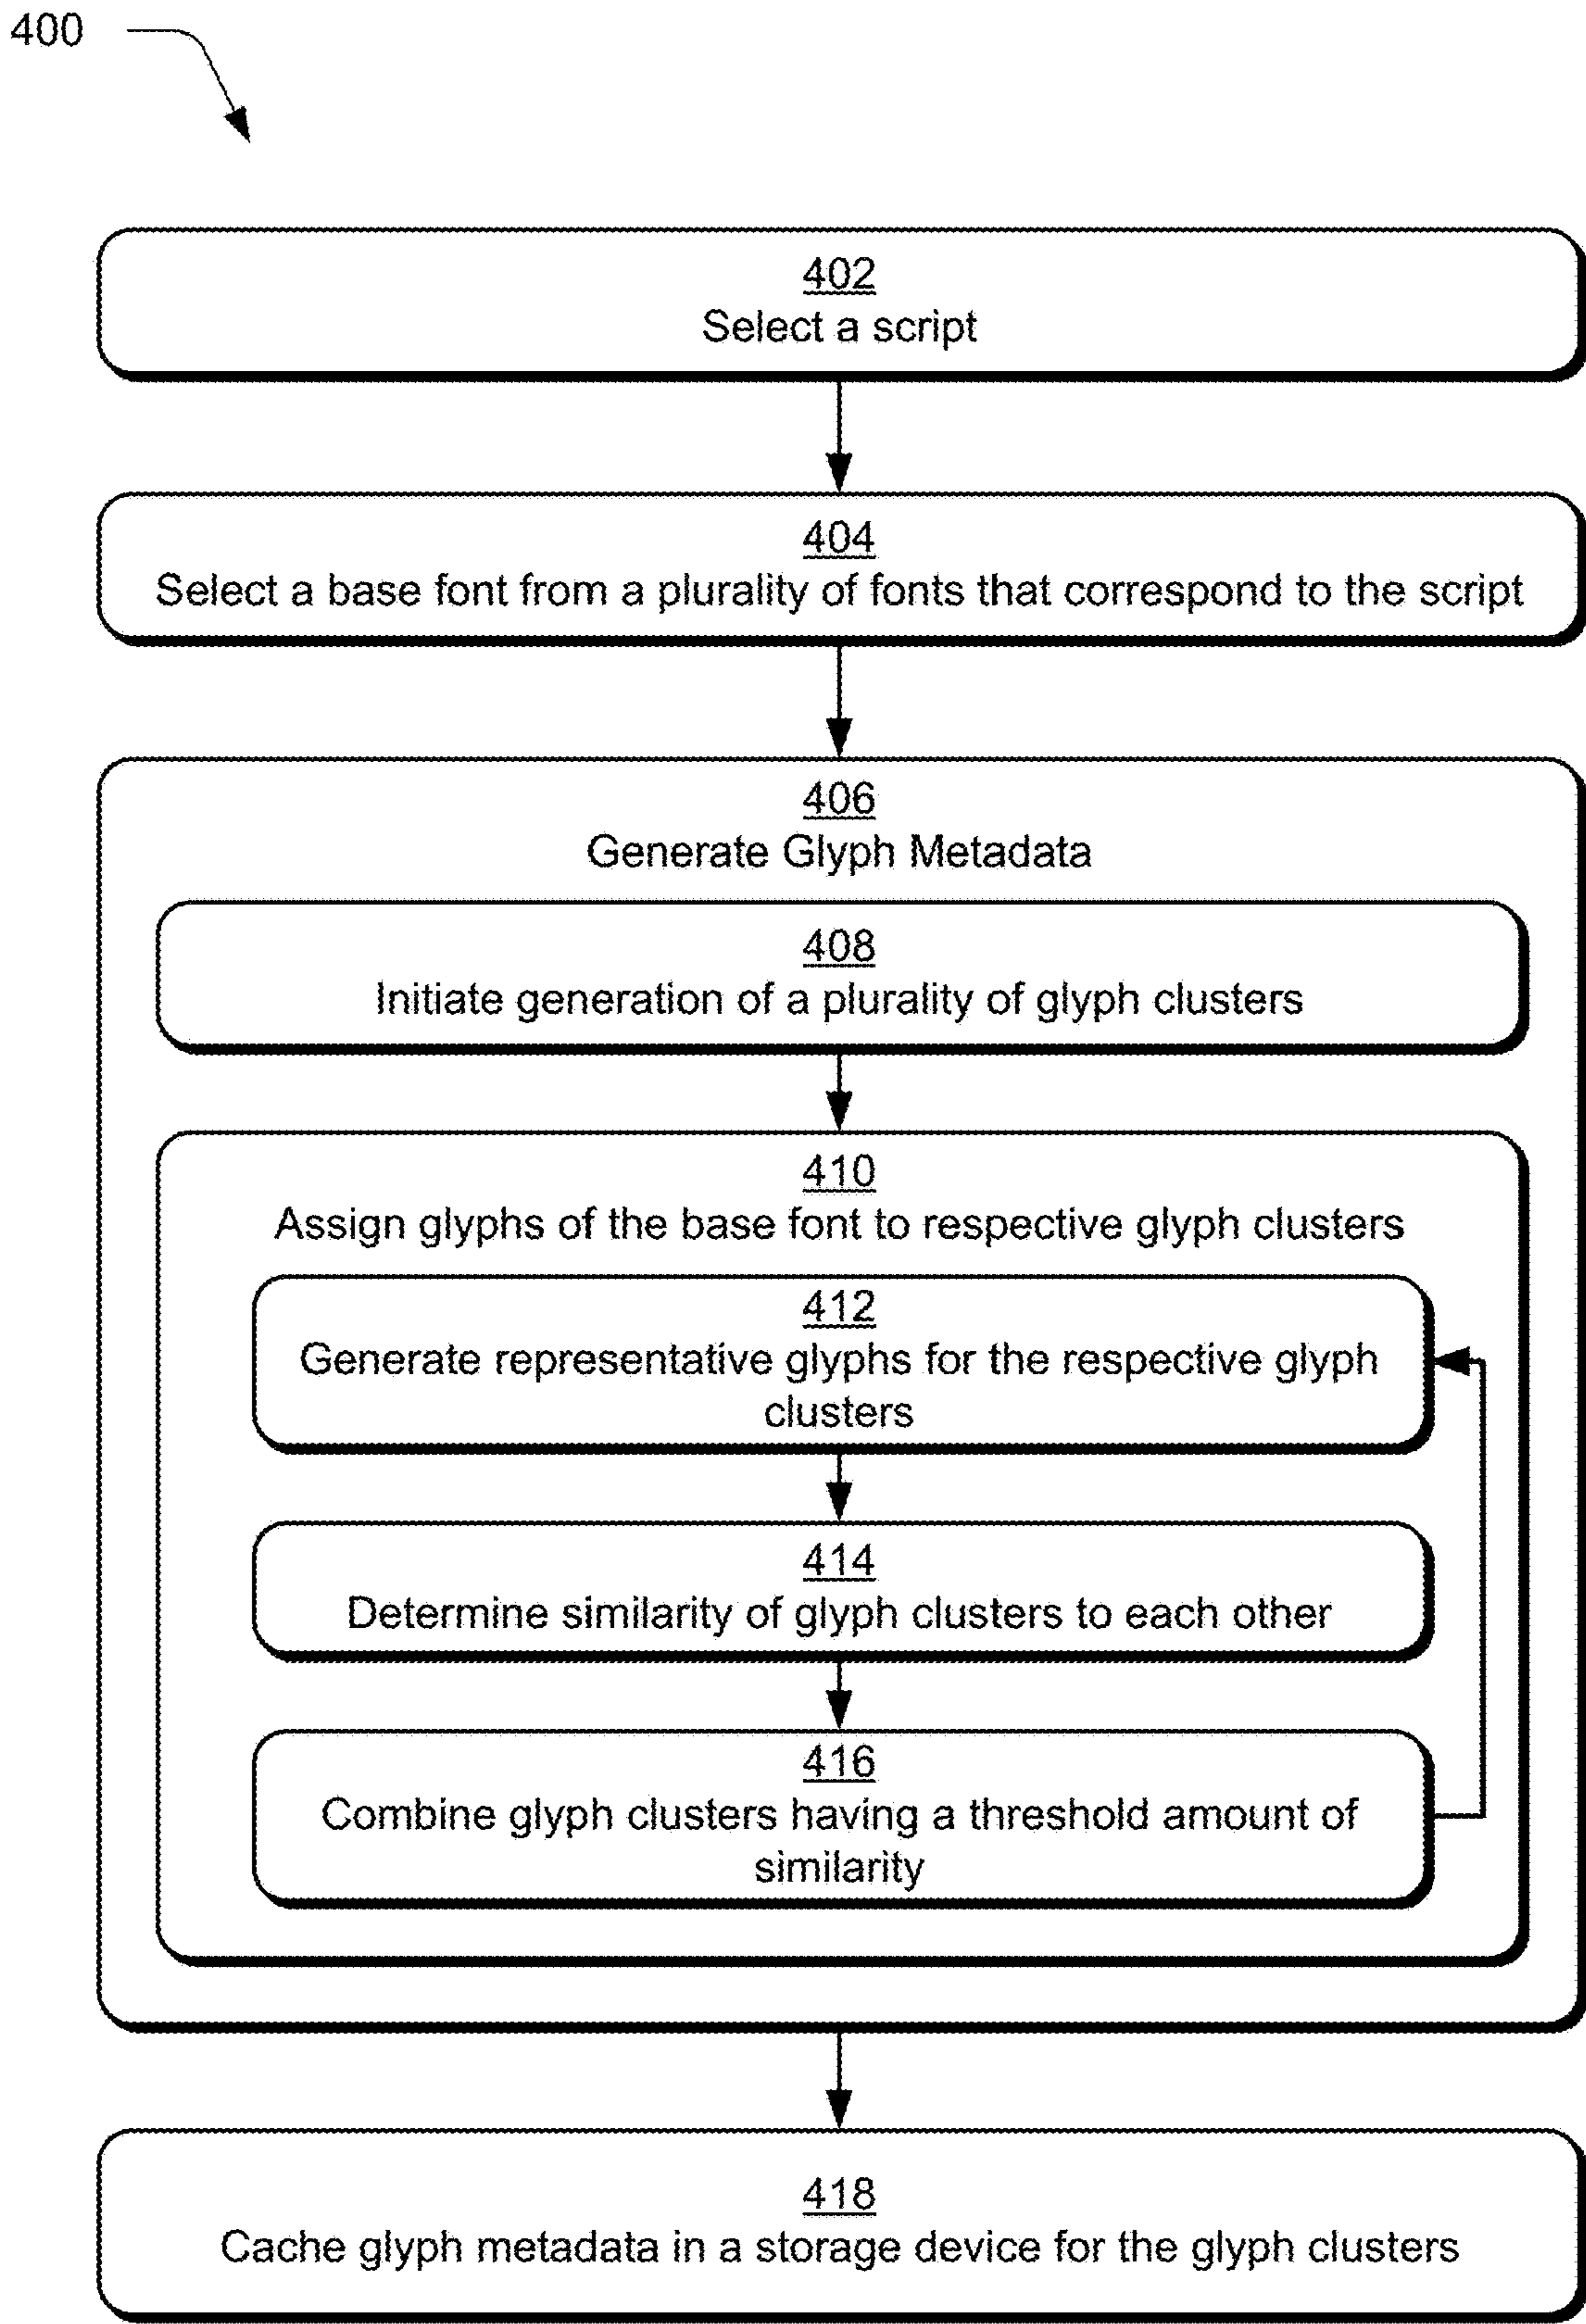 400
402
Select a script
404
Select a base font from a plurality of fonts that correspond to the script
406
Generate Glyph Metadata
408
Initiate generation of a plurality of glyph clusters
410
Assign glyphs of the base font to respective glyph clusters
412
Generate representative glyphs for the respective glyph
clusters
414
Determine similarity of glyph clusters to each other
416
Combine glyph clusters having a threshold amount of
similarity
418
Cache glyph metadata in a storage device for the glyph clusters